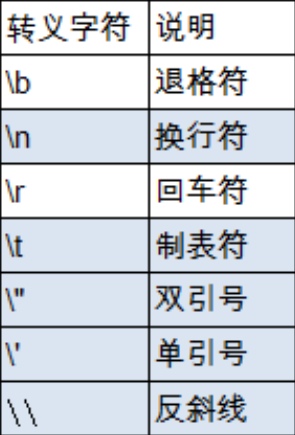 转义字符 说明
\b 退格符
\n 换行符
\r 回车符
\t 制表符
\" 双引号
\' 单引号
\\ 反斜线